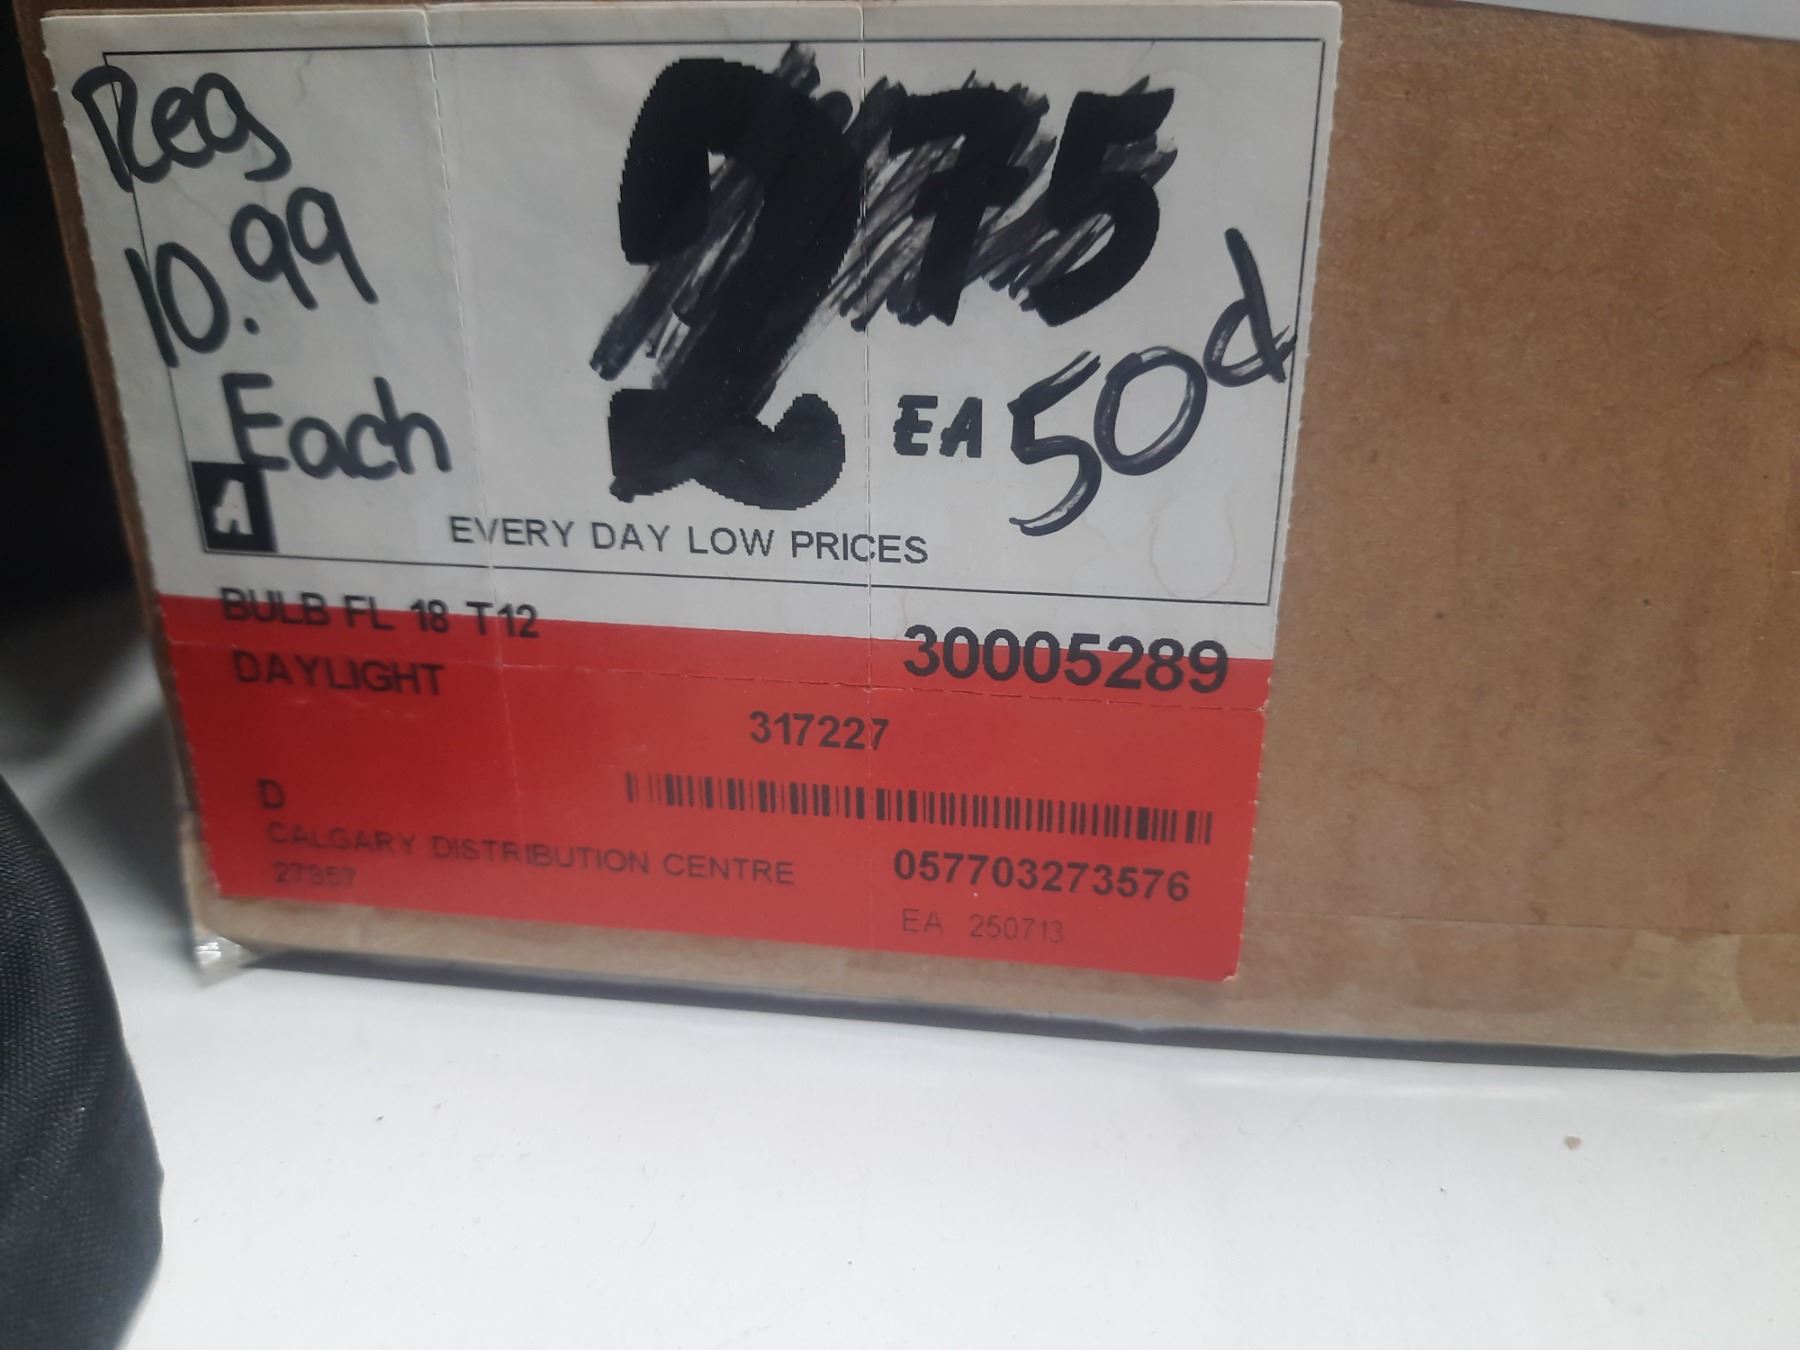 Reg
10.99
Each
2 75
EA 50¢
A
EVERY DAY LOW PRICES
BULB FL 18 T12
30005289
DAYLIGHT
317227
D
CALGARY DISTRIBUTION CENTRE
27357
057703273576
EA 250713